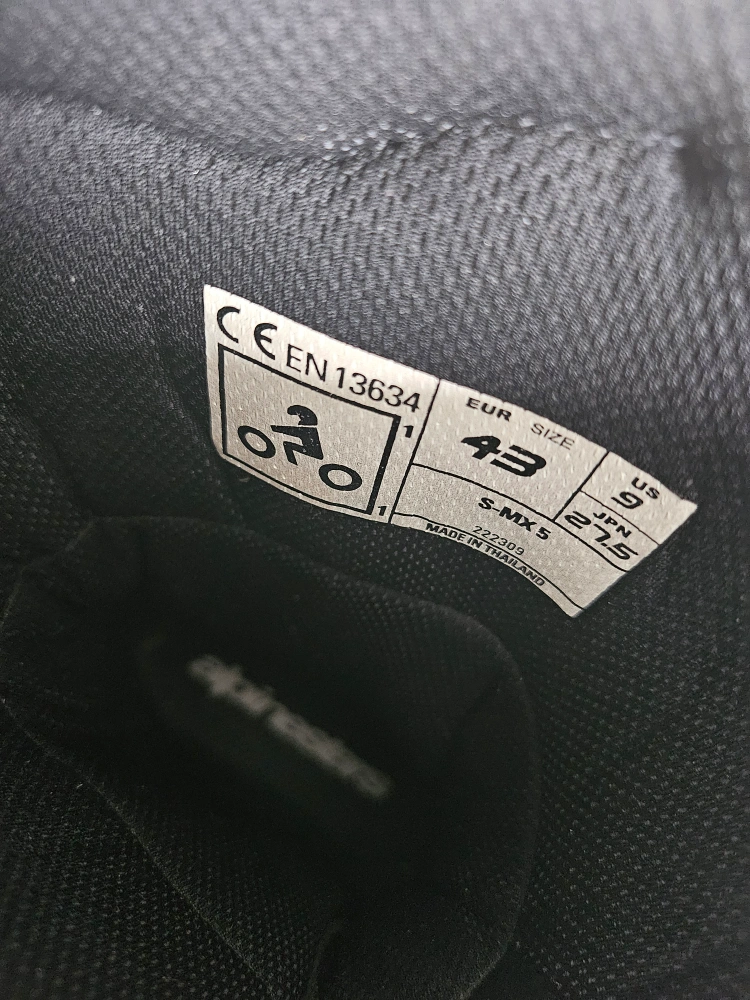 CE EN 13634
1
1
EUR SIZE
43
US
9
JPN
27.5
S-MX 5
222309
MADE IN THAILAND
alpinestars